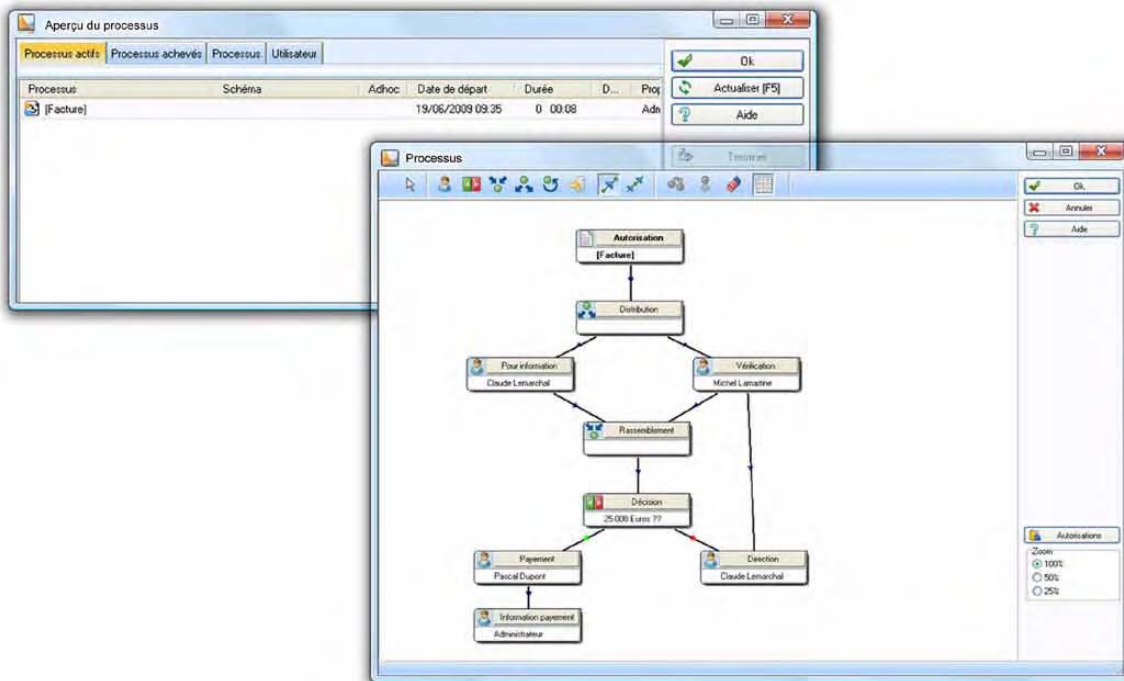 Aperçu du processus
Processus actifs Processus achevés Processus Utilisateur
Processus Schéma Adhoc Date de départ Durée D... Prop
[Facture] 19/06/2009 09:35 0 00:08 Adn
Ok
Actualiser [F5]
Aide
Processus
Ok
Annuler
Aide
Autorisation
[Facture]
Distribution
Pour information
Claude Lemarchal
Vérification
Michel Lamartine
Rassemblement
Décision
25.000 Euros ??
Payement
Pascal Dupont
Direction
Claude Lemarchal
Information payement
Administrateur
Autorisations
Zoom
100%
50%
25%